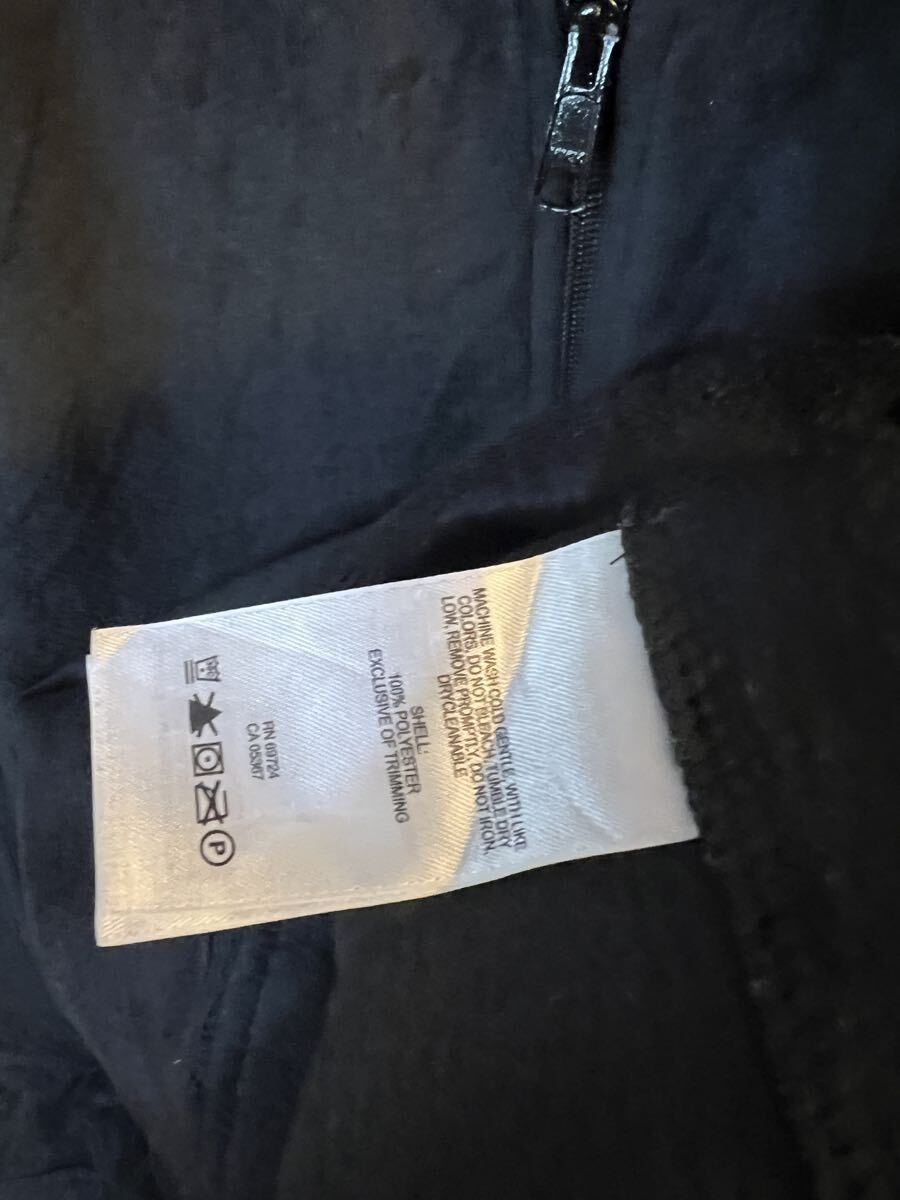 MACHINE WASH COLD GENTLE, WITH LIKE
COLORS, DO NOT BLEACH, TUMBLE DRY
LOW, REMOVE PROMPTLY, DO NOT IRON,
DRYCLEANABLE
SHELL:
100% POLYESTER
EXCLUSIVE OF TRIMMING
RN 69724
CA 05367
P